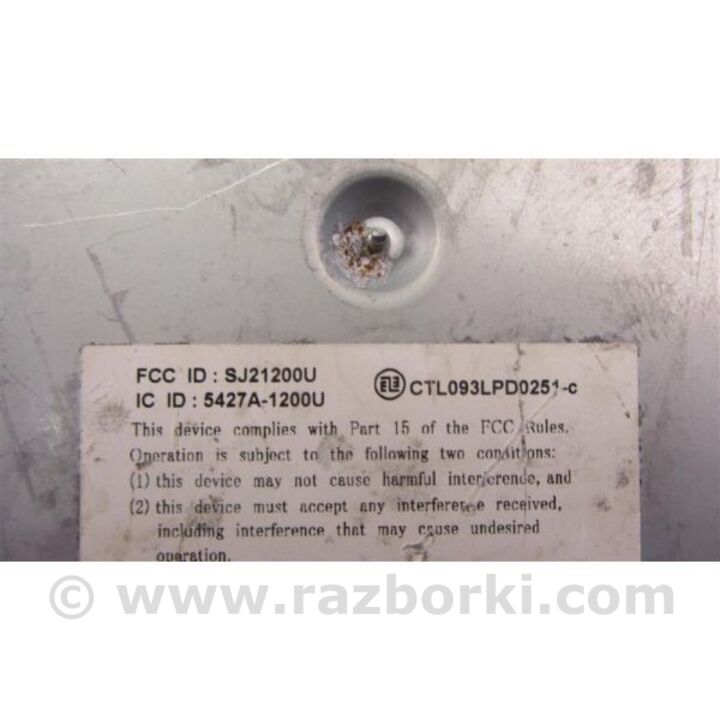 FCC ID : SJ21200U
IC ID : 5427A-1200U
CTL093LPD0251-c
This device complies with Part 15 of the FCC Rules.
Operation is subject to the following two conditions:
(1) this device may not cause harmful interference, and
(2) this device must accept any interference received,
including interference that may cause undesired
operation.
© www.razborki.com